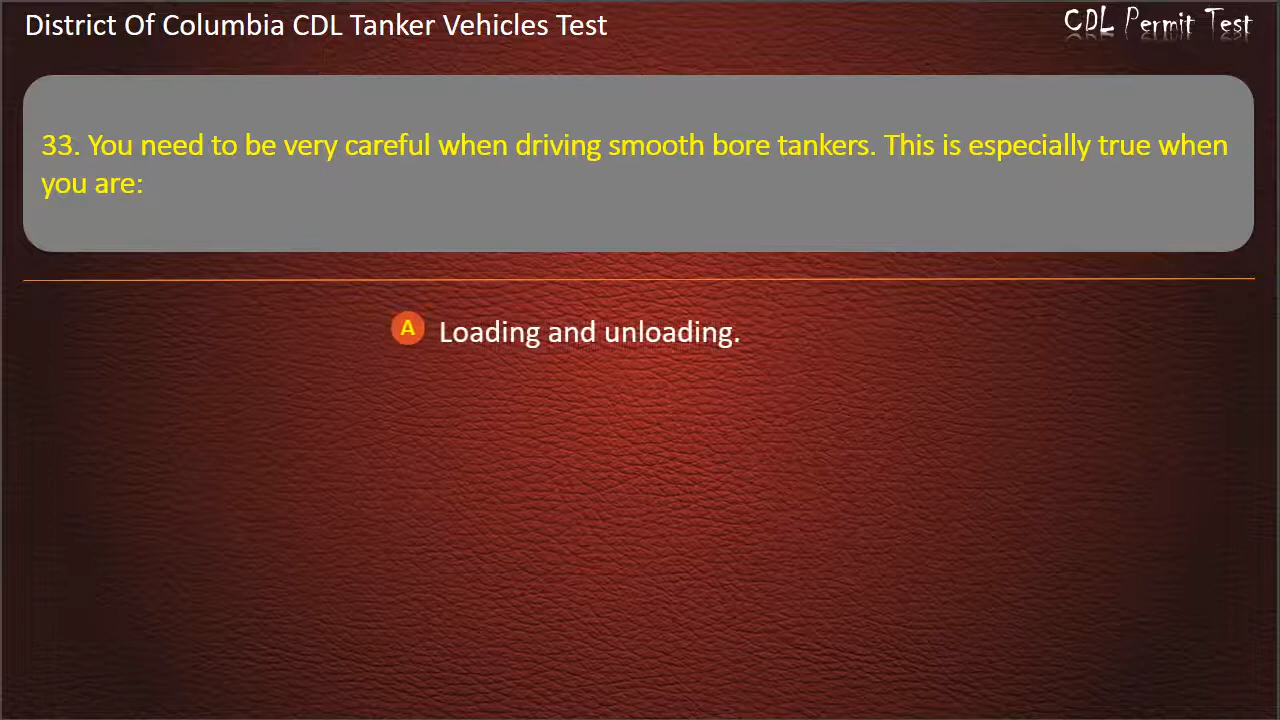 District Of Columbia CDL Tanker Vehicles Test
CDL Permit Test
33. You need to be very careful when driving smooth bore tankers. This is especially true when
you are:
A Loading and unloading.